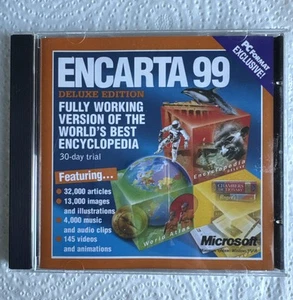 ENCARTA 99
PC FORMAT
EXCLUSIVE!
DELUXE EDITION
FULLY WORKING
VERSION OF THE
WORLD'S BEST
ENCYCLOPEDIA
30-day trial
Featuring...
32,000 articles
13,000 images
and illustrations
4,000 music
and audio clips
145 videos
and animations
Encyclopedia
World Atlas
Microsoft